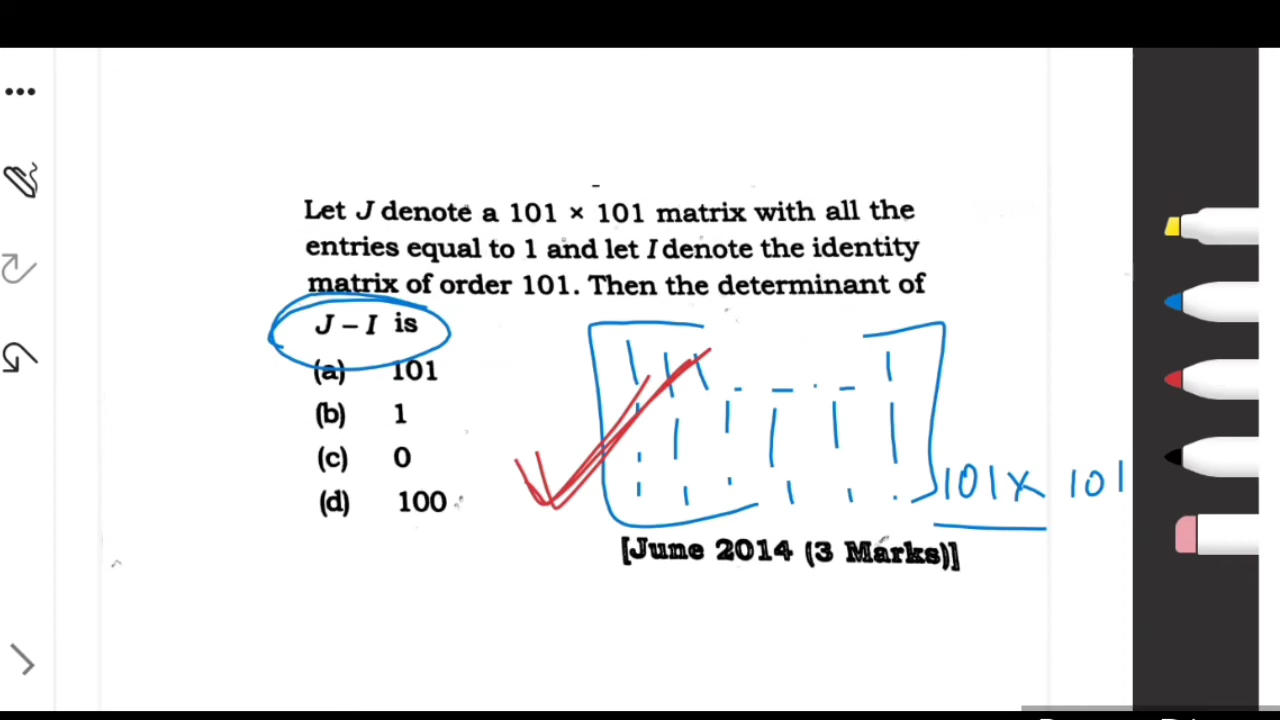 Let J denote a 101 × 101 matrix with all the
entries equal to 1 and let I denote the identity
matrix of order 101. Then the determinant of
J – I is
(a) 101
(b) 1
(c) 0
(d) 100
101 × 101
[June 2014 (3 Marks)]